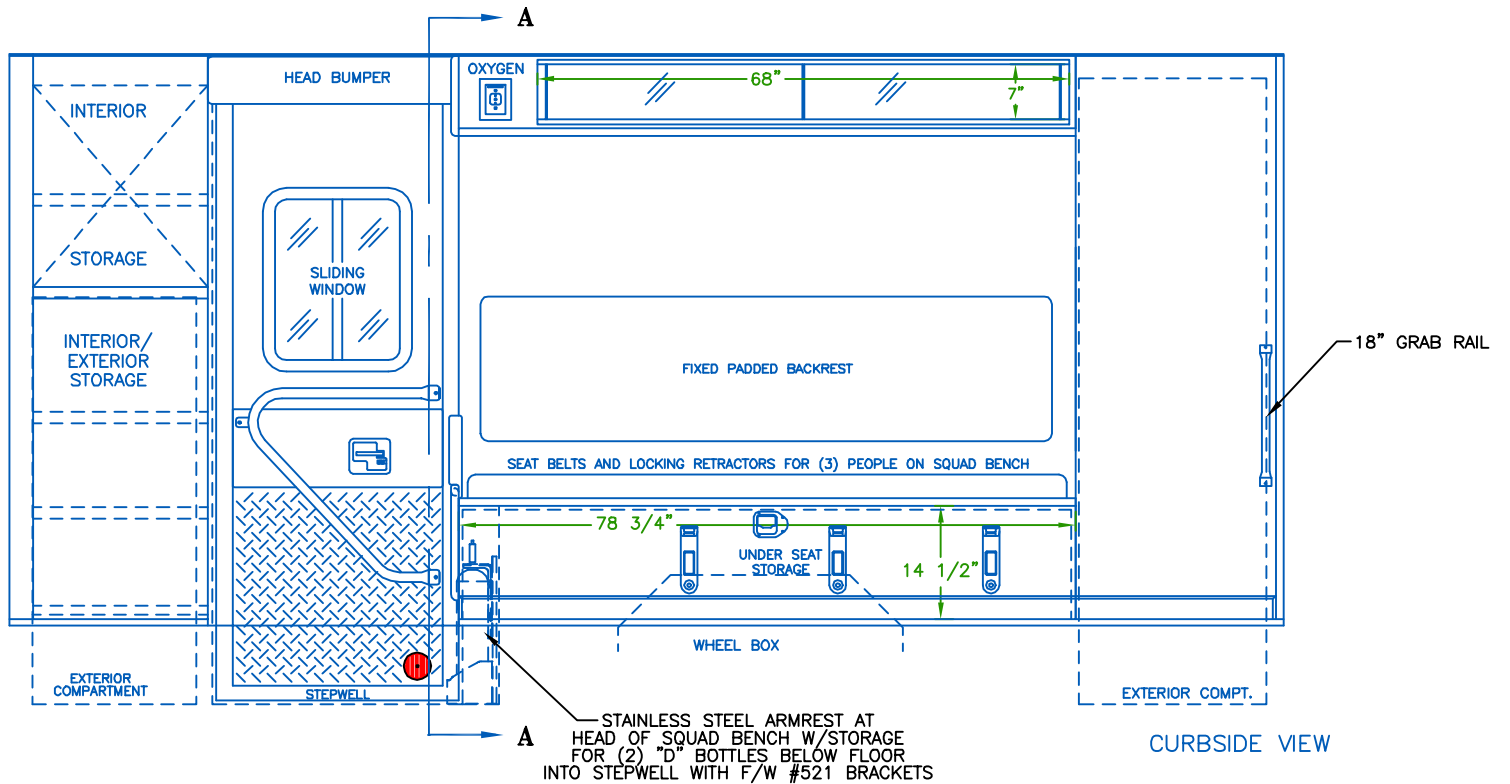 A
HEAD BUMPER
OXYGEN
68"
7"
INTERIOR
STORAGE
SLIDING
WINDOW
INTERIOR/
EXTERIOR
STORAGE
18" GRAB RAIL
FIXED PADDED BACKREST
SEAT BELTS AND LOCKING RETRACTORS FOR (3) PEOPLE ON SQUAD BENCH
78 3/4"
UNDER SEAT
STORAGE
14 1/2"
WHEEL BOX
EXTERIOR
COMPARTMENT
STEPWELL
EXTERIOR COMPT.
A
STAINLESS STEEL ARMREST AT
HEAD OF SQUAD BENCH W/STORAGE
FOR (2) "D" BOTTLES BELOW FLOOR
INTO STEPWELL WITH F/W #521 BRACKETS
CURBSIDE VIEW